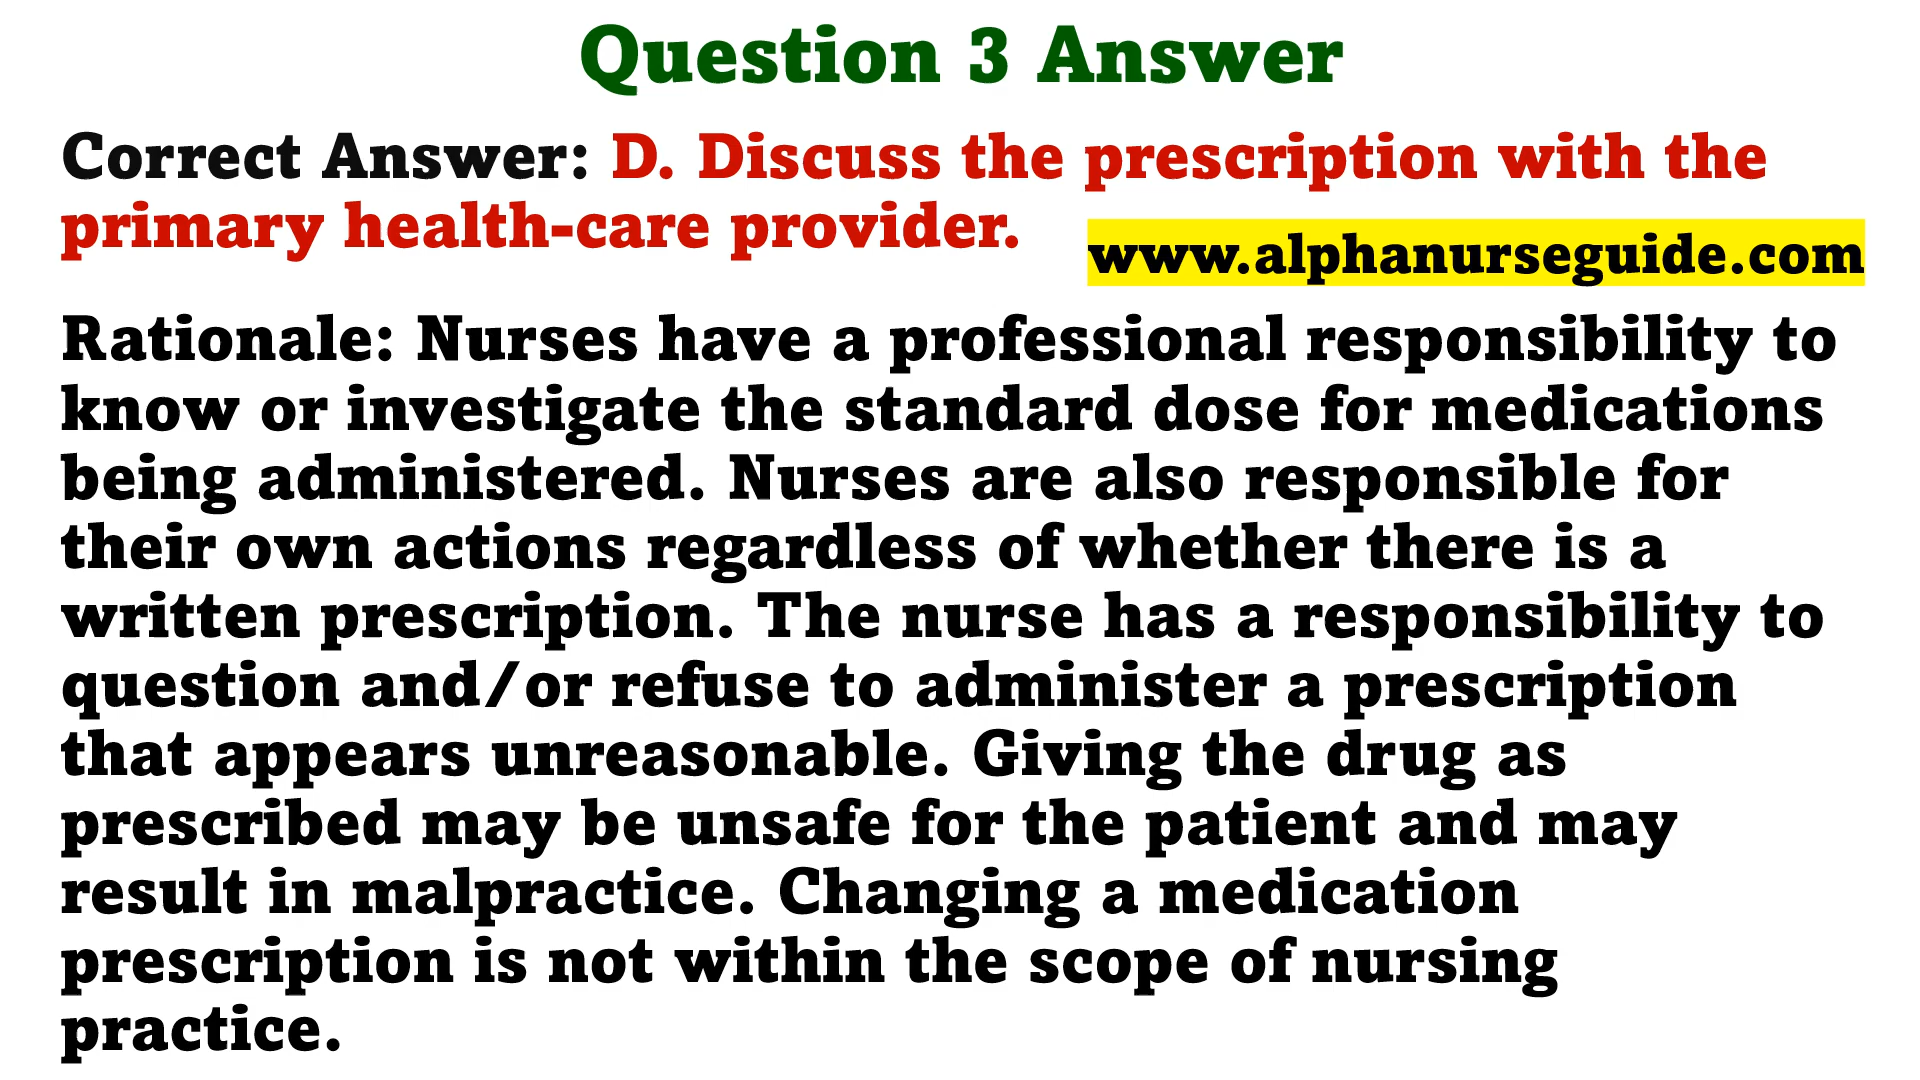 Question 3 Answer
Correct Answer: D. Discuss the prescription with the
primary health-care provider.
www.alphanurseguide.com
Rationale: Nurses have a professional responsibility to
know or investigate the standard dose for medications
being administered. Nurses are also responsible for
their own actions regardless of whether there is a
written prescription. The nurse has a responsibility to
question and/or refuse to administer a prescription
that appears unreasonable. Giving the drug as
prescribed may be unsafe for the patient and may
result in malpractice. Changing a medication
prescription is not within the scope of nursing
practice.